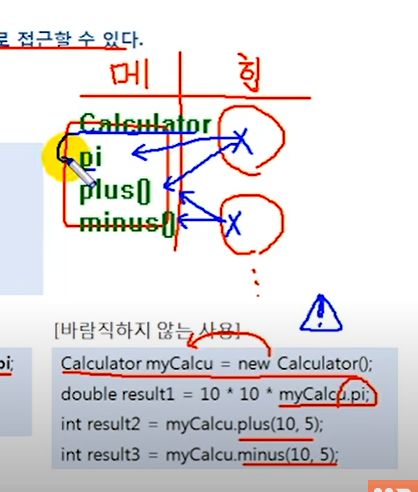 로 접근할 수 있다.
메 힙
Calculator
pi
plus()
minus()
[바람직하지 않는 사용]
pi;
Calculator myCalcu = new Calculator();
double result1 = 10 * 10 * myCalcu.pi;
int result2 = myCalcu.plus(10, 5);
int result3 = myCalcu.minus(10, 5);